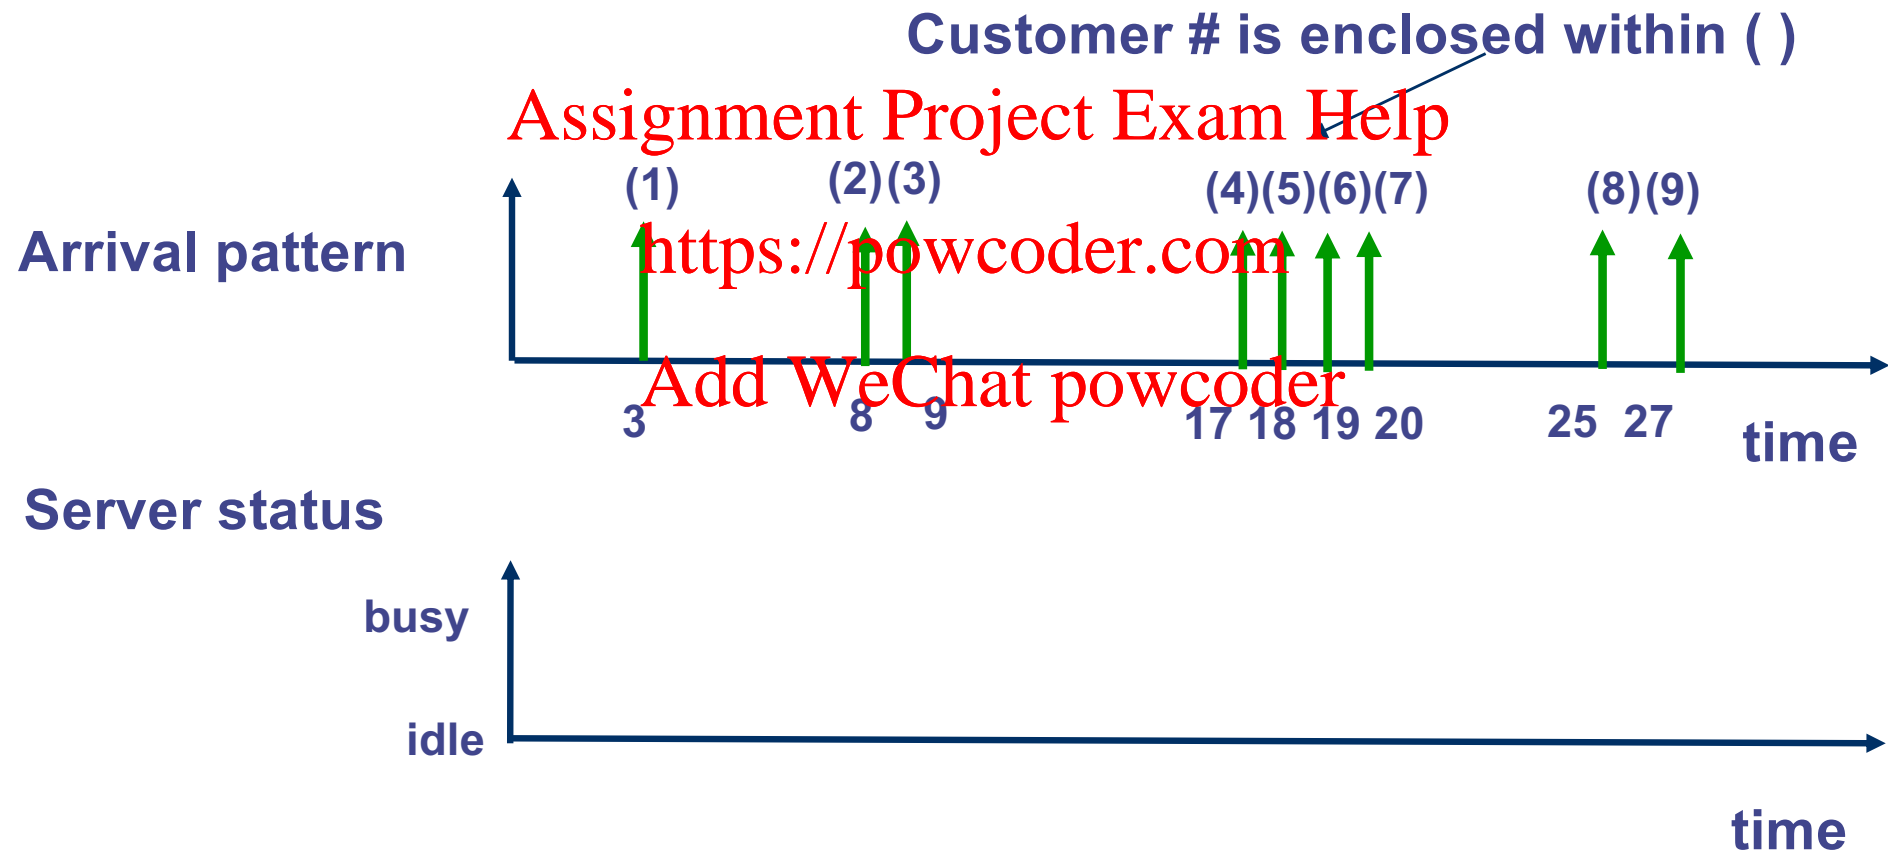 Customer # is enclosed within ( )
Assignment Project Exam Help
(1) (2) (3) (4) (5) (6) (7) (8) (9)
Arrival pattern
https://powcoder.com
Add WeChat powcoder
3 8 9 17 18 19 20 25 27
time
Server status
busy
idle
time